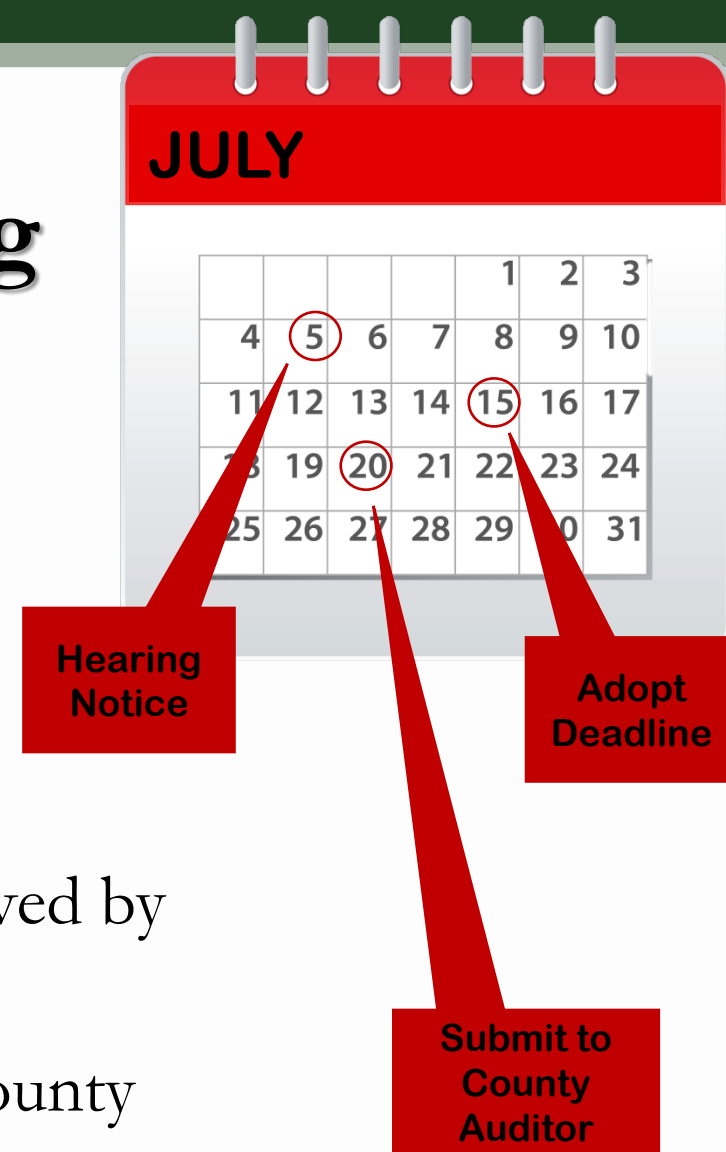 JULY
g
1 2 3
4 5 6 7 8 9 10
11 12 13 14 15 16 17
19 20 21 22 23 24
25 26 27 28 29 31
Hearing
Notice
Adopt
Deadline
ved by
ounty
Submit to
County
Auditor